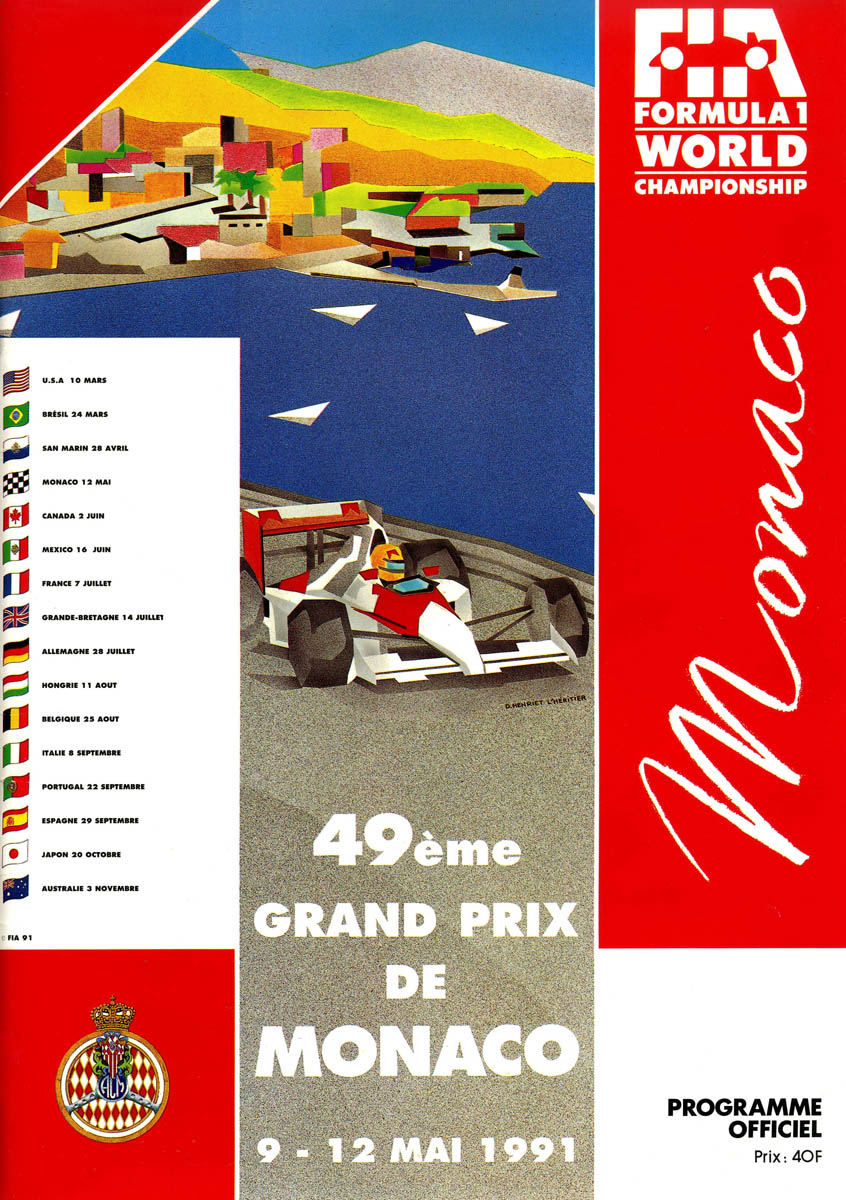 FIA
FORMULA 1
WORLD
CHAMPIONSHIP
Monaco
U.S.A 10 MARS
BRÉSIL 24 MARS
SAN MARIN 28 AVRIL
MONACO 12 MAI
CANADA 2 JUIN
MEXICO 16 JUIN
FRANCE 7 JUILLET
GRANDE-BRETAGNE 14 JUILLET
ALLEMAGNE 28 JUILLET
HONGRIE 11 AOUT
BELGIQUE 25 AOUT
ITALIE 8 SEPTEMBRE
PORTUGAL 22 SEPTEMBRE
ESPAGNE 29 SEPTEMBRE
JAPON 20 OCTOBRE
AUSTRALIE 3 NOVEMBRE
© FIA 91
D. HENRIET L'HÉRITIER
49ème
GRAND PRIX
DE
MONACO
9 - 12 MAI 1991
ACM
PROGRAMME
OFFICIEL
Prix : 40F